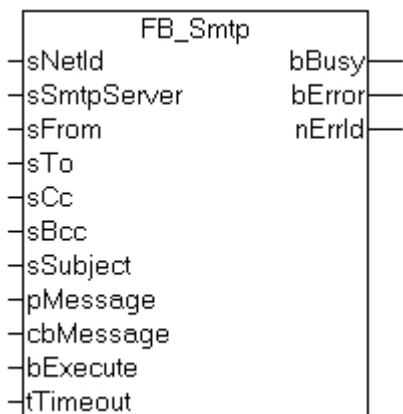 FB_Smtp
sNetId bBusy
sSmtpServer bError
sFrom nErrId
sTo
sCc
sBcc
sSubject
pMessage
cbMessage
bExecute
tTimeout